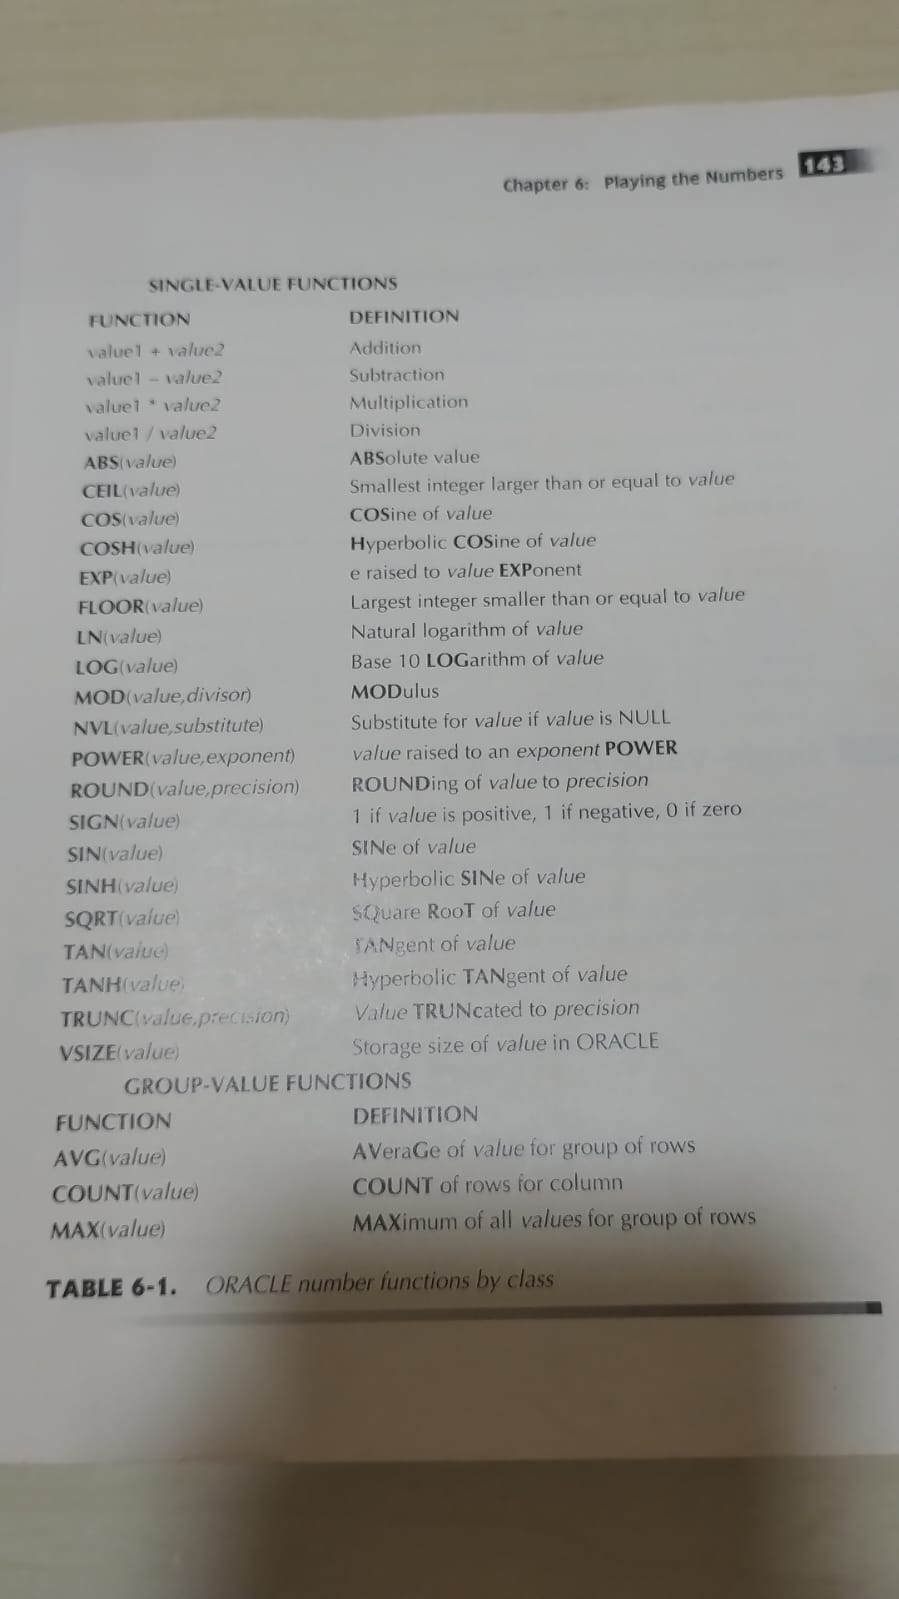 Chapter 6: Playing the Numbers 143
SINGLE-VALUE FUNCTIONS
FUNCTION DEFINITION
value1 + value2 Addition
value1 – value2 Subtraction
value1 * value2 Multiplication
value1 / value2 Division
ABS(value) ABSolute value
CEIL(value) Smallest integer larger than or equal to value
COS(value) COSine of value
COSH(value) Hyperbolic COSine of value
EXP(value) e raised to value EXPonent
FLOOR(value) Largest integer smaller than or equal to value
LN(value) Natural logarithm of value
LOG(value) Base 10 LOGarithm of value
MOD(value,divisor) MODulus
NVL(value,substitute) Substitute for value if value is NULL
POWER(value,exponent) value raised to an exponent POWER
ROUND(value,precision) ROUNDing of value to precision
SIGN(value) 1 if value is positive, 1 if negative, 0 if zero
SIN(value) SINe of value
SINH(value) Hyperbolic SINe of value
SQRT(value) SQuare RooT of value
TAN(value) TANgent of value
TANH(value) Hyperbolic TANgent of value
TRUNC(value,precision) Value TRUNcated to precision
VSIZE(value) Storage size of value in ORACLE
GROUP-VALUE FUNCTIONS
FUNCTION DEFINITION
AVG(value) AVeraGe of value for group of rows
COUNT(value) COUNT of rows for column
MAX(value) MAXimum of all values for group of rows
TABLE 6-1. ORACLE number functions by class